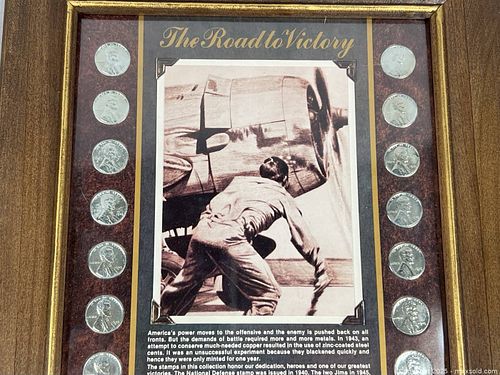 The Road to Victory
America's power moves to the offensive and the enemy is pushed back on all
fronts. But the demands of battle required more and more metals. In 1943, an
attempt to conserve much-needed copper resulted in the use of zinc-coated steel
cents. It was an unsuccessful experiment because they blackened quickly and
hence they were only minted for one year.
The stamps in this collection honor our dedication, heroes and one of our greatest
victories. The National Defense stamp was issued in 1940. The Iwo Jima in 1945,